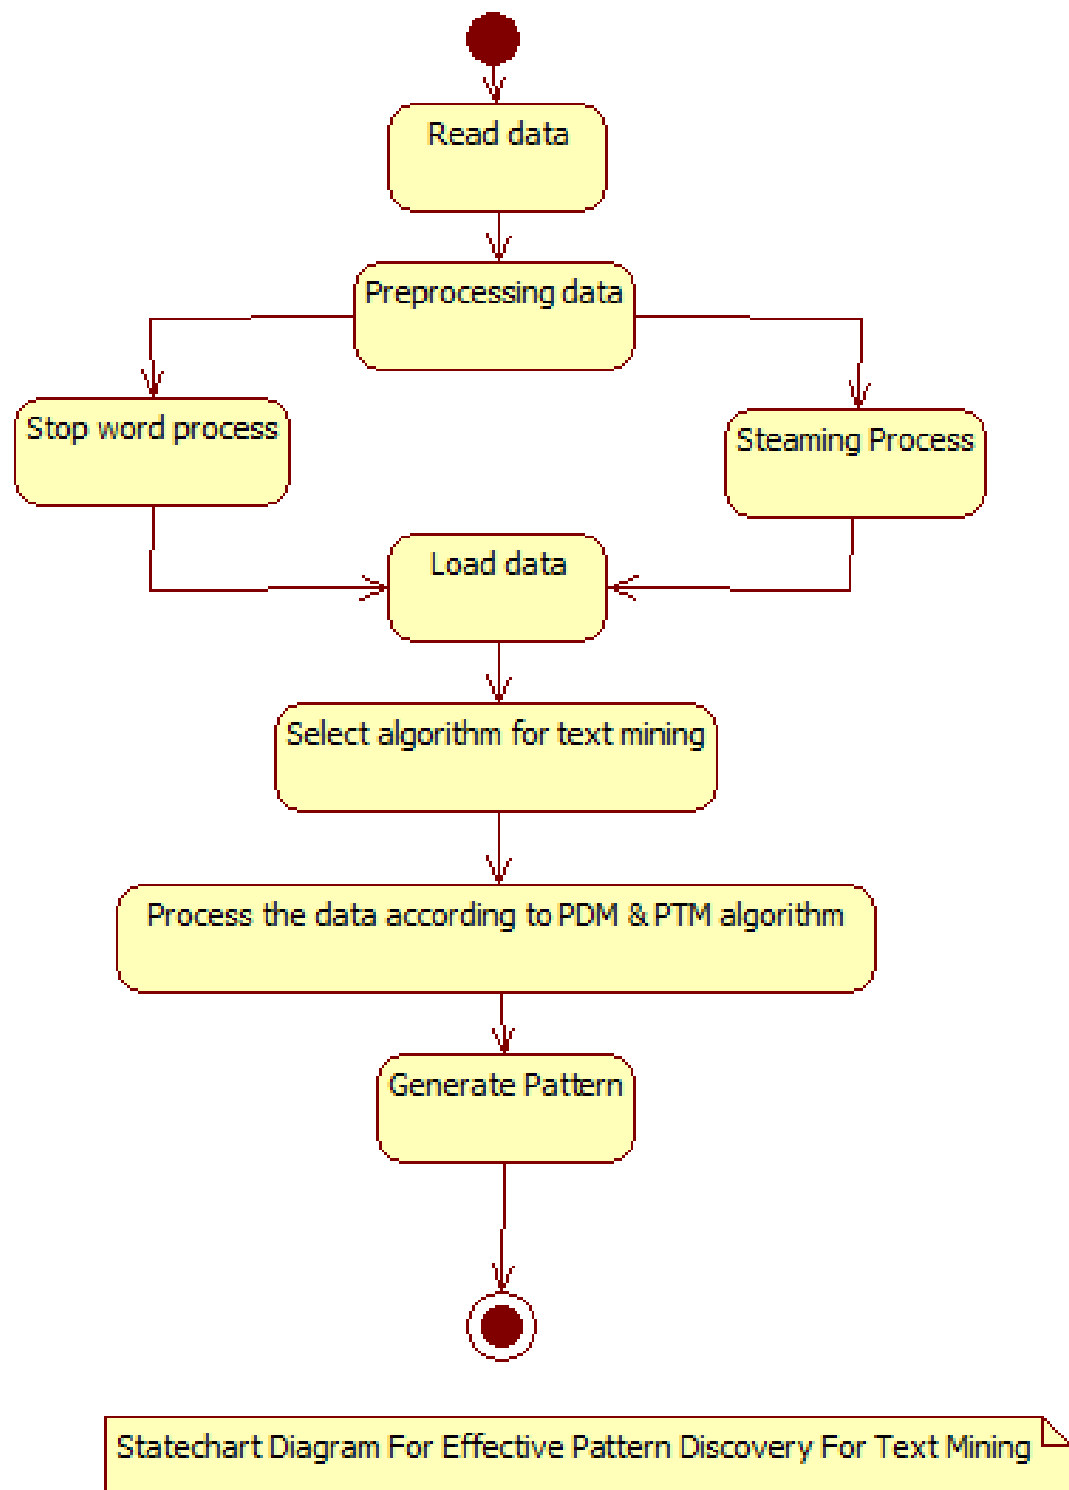 Read data
Preprocessing data
Stop word process
Steaming Process
Load data
Select algorithm for text mining
Process the data according to PDM & PTM algorithm
Generate Pattern
Statechart Diagram For Effective Pattern Discovery For Text Mining